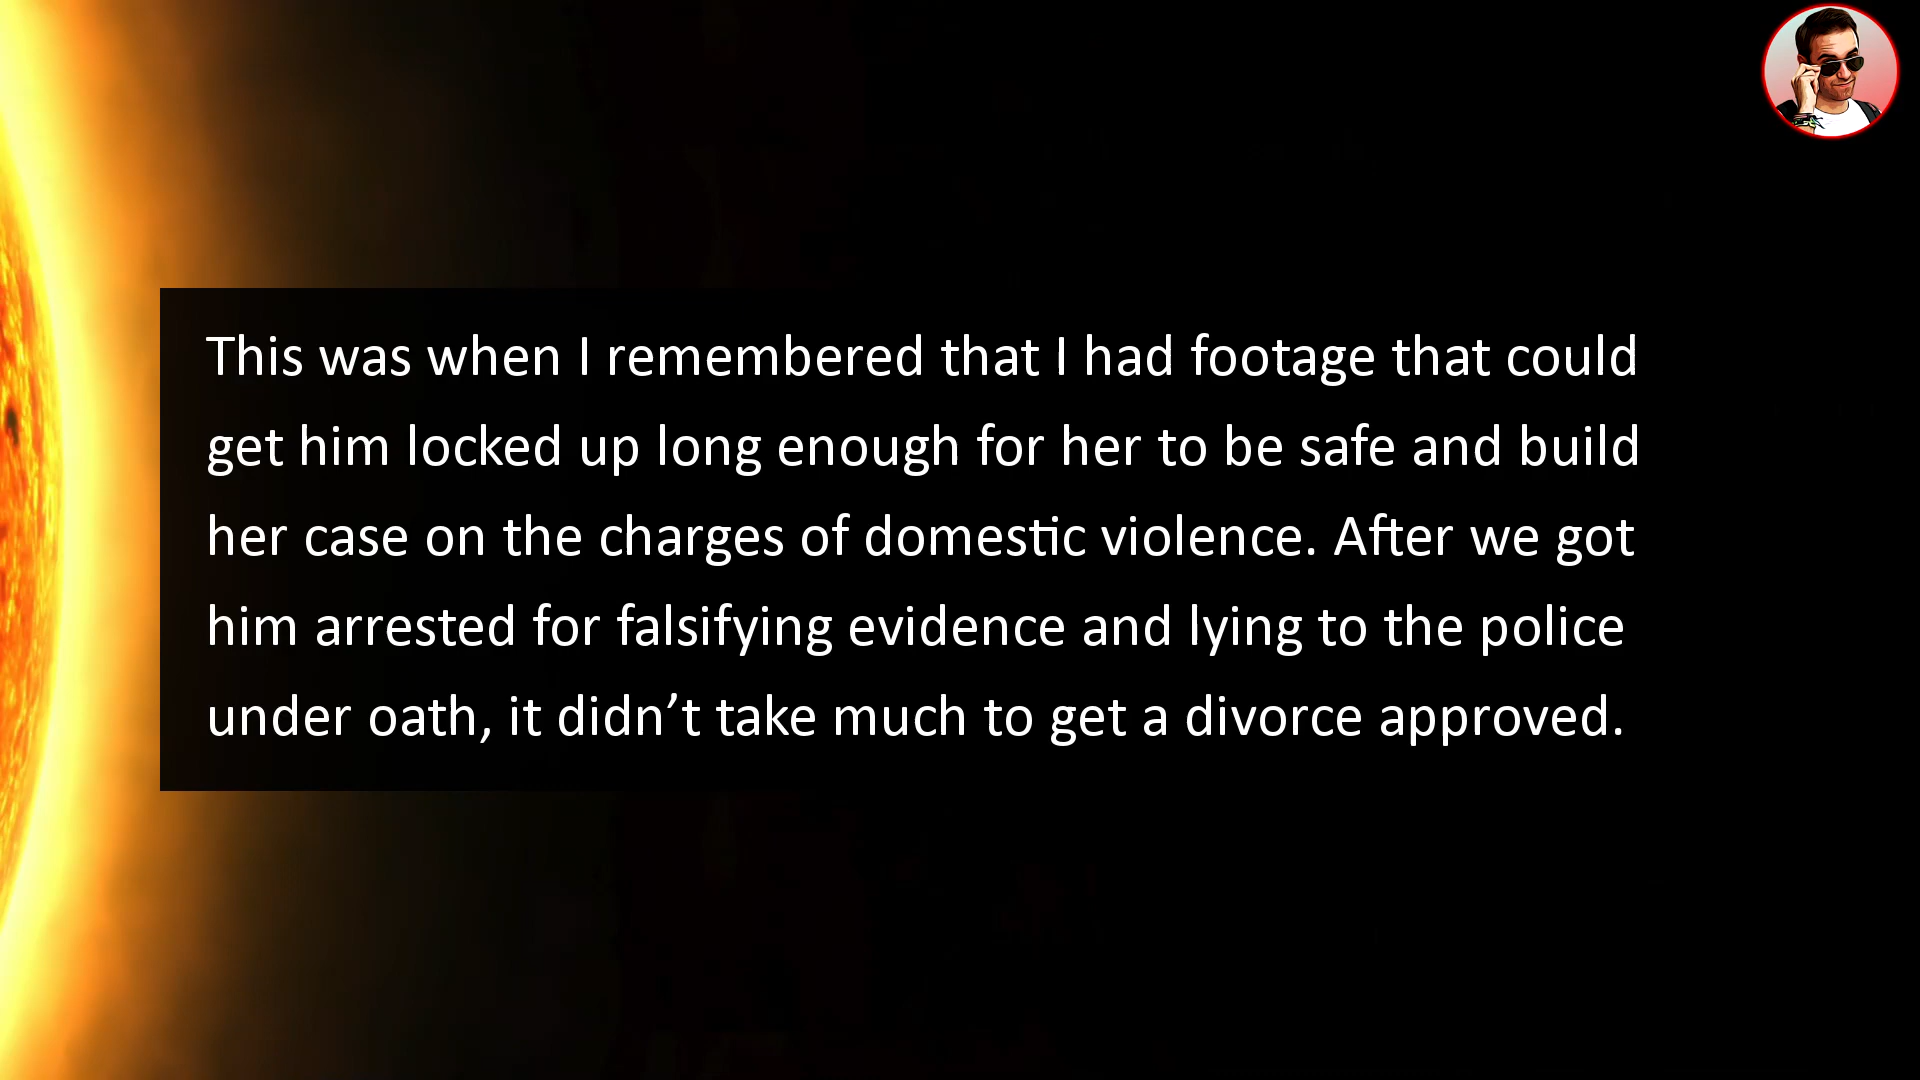 This was when I remembered that I had footage that could
get him locked up long enough for her to be safe and build
her case on the charges of domestic violence. After we got
him arrested for falsifying evidence and lying to the police
under oath, it didn’t take much to get a divorce approved.